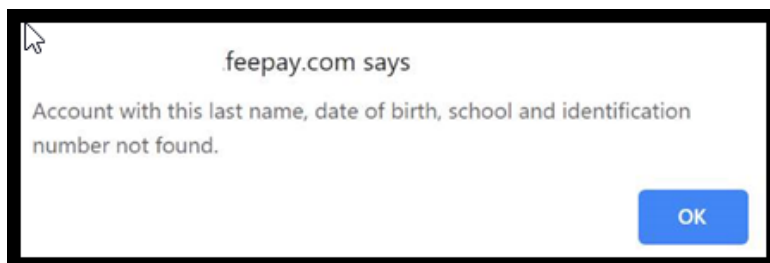 .feepay.com says
Account with this last name, date of birth, school and identification
number not found.
OK